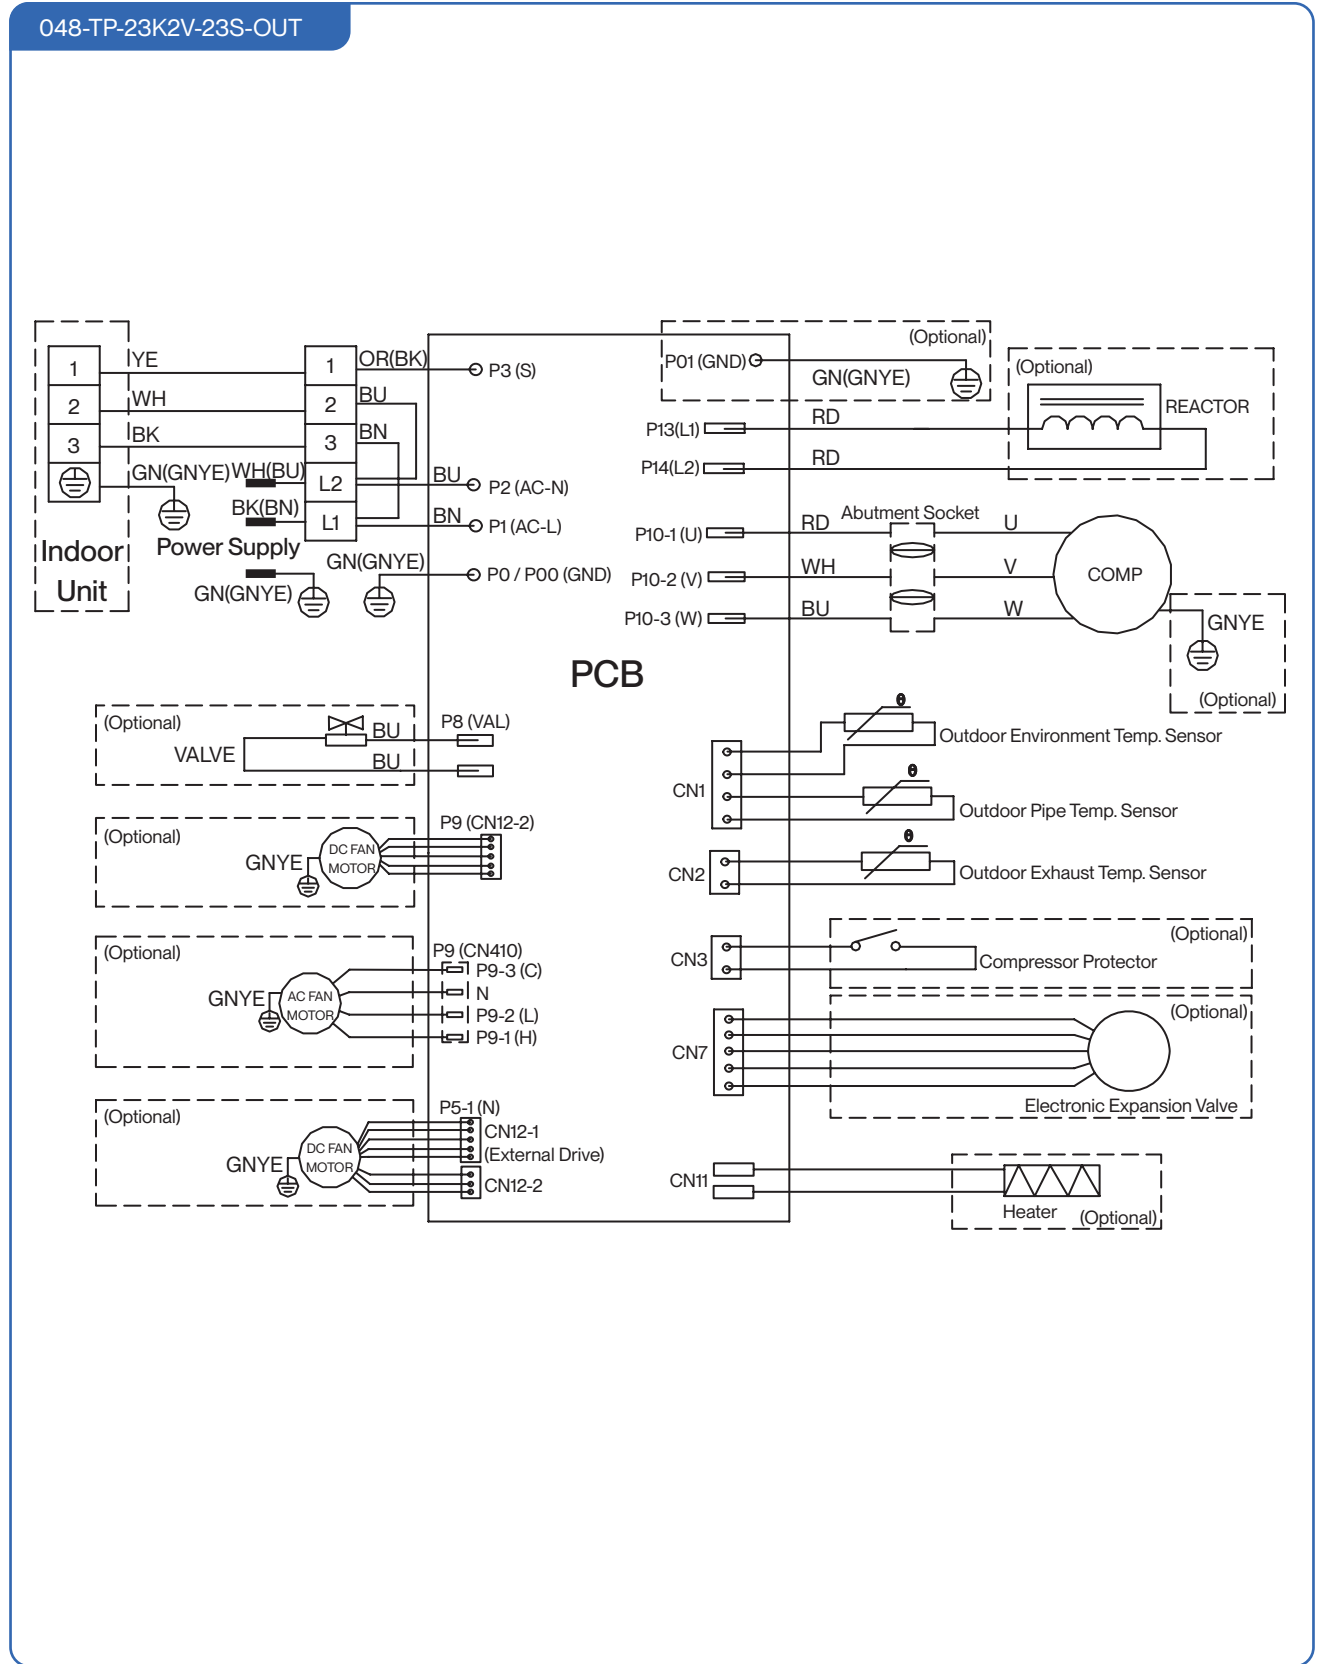 048-TP-23K2V-23S-OUT
1
2
3
YE
WH
BK
GN(GNYE)
Indoor
Unit
WH(BU)
BK(BN)
Power Supply
GN(GNYE)
1
2
3
L2
L1
OR(BK)
BU
BN
BU
BN
GN(GNYE)
P3 (S)
P2 (AC-N)
P1 (AC-L)
P0 / P00 (GND)
(Optional)
P01 (GND)
GN(GNYE)
P13(L1)
RD
P14(L2)
RD
(Optional)
REACTOR
Abutment Socket
P10-1 (U)
RD
U
P10-2 (V)
WH
V
P10-3 (W)
BU
W
COMP
GNYE
(Optional)
PCB
(Optional)
VALVE
BU
BU
P8 (VAL)
θ
Outdoor Environment Temp. Sensor
CN1
θ
Outdoor Pipe Temp. Sensor
(Optional)
GNYE
DC FAN
MOTOR
P9 (CN12-2)
θ
CN2
Outdoor Exhaust Temp. Sensor
(Optional)
GNYE
AC FAN
MOTOR
P9 (CN410)
P9-3 (C)
N
P9-2 (L)
P9-1 (H)
CN3
(Optional)
Compressor Protector
CN7
(Optional)
Electronic Expansion Valve
(Optional)
GNYE
DC FAN
MOTOR
P5-1 (N)
CN12-1
(External Drive)
CN12-2
CN11
Heater
(Optional)